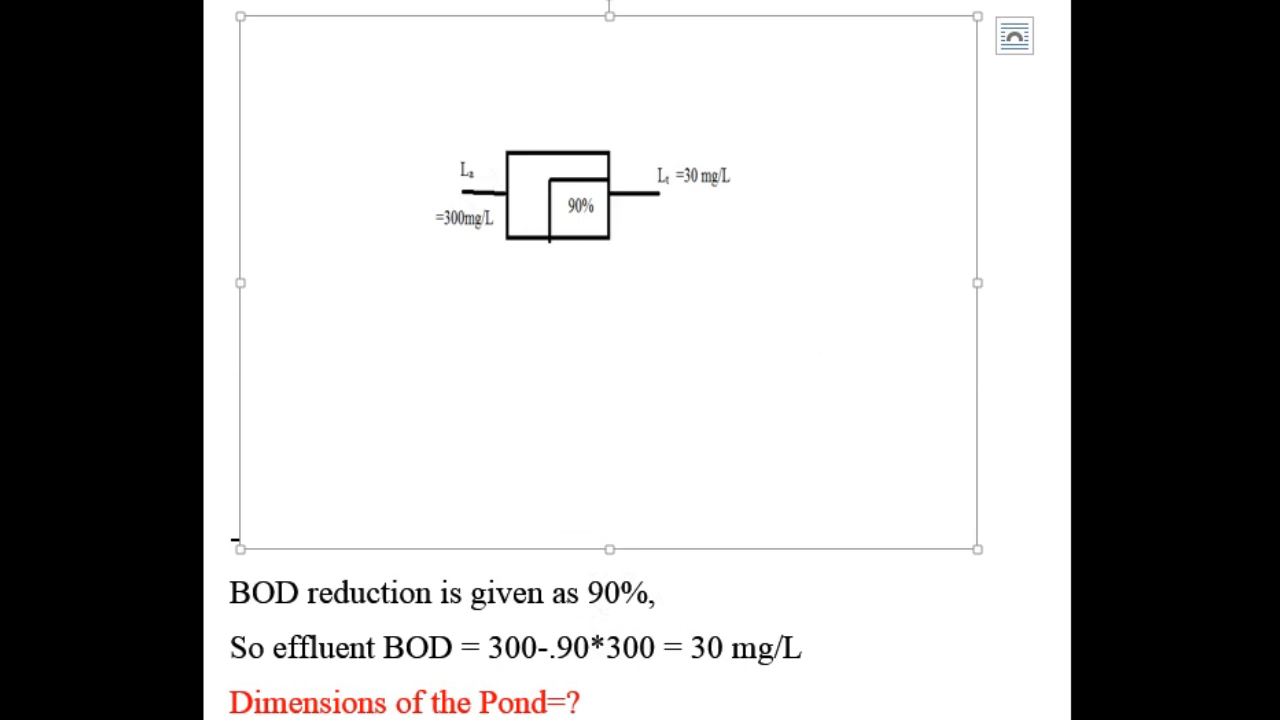 Lₐ
=300mg/L
90%
Lₜ =30 mg/L
BOD reduction is given as 90%,
So effluent BOD = 300-.90*300 = 30 mg/L
Dimensions of the Pond=?